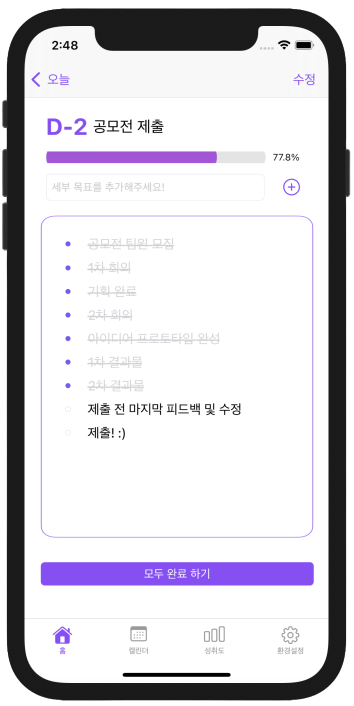 2:48
오늘
수정
D-2 공모전 제출
77.8%
세부 목표를 추가해주세요!
공모전 팀원 모집
1차 회의
기획 완료
2차 회의
아이디어 프로토타입 완성
1차 결과물
2차 결과물
제출 전 마지막 피드백 및 수정
제출! :)
모두 완료 하기
홈
캘린더
성취도
환경설정